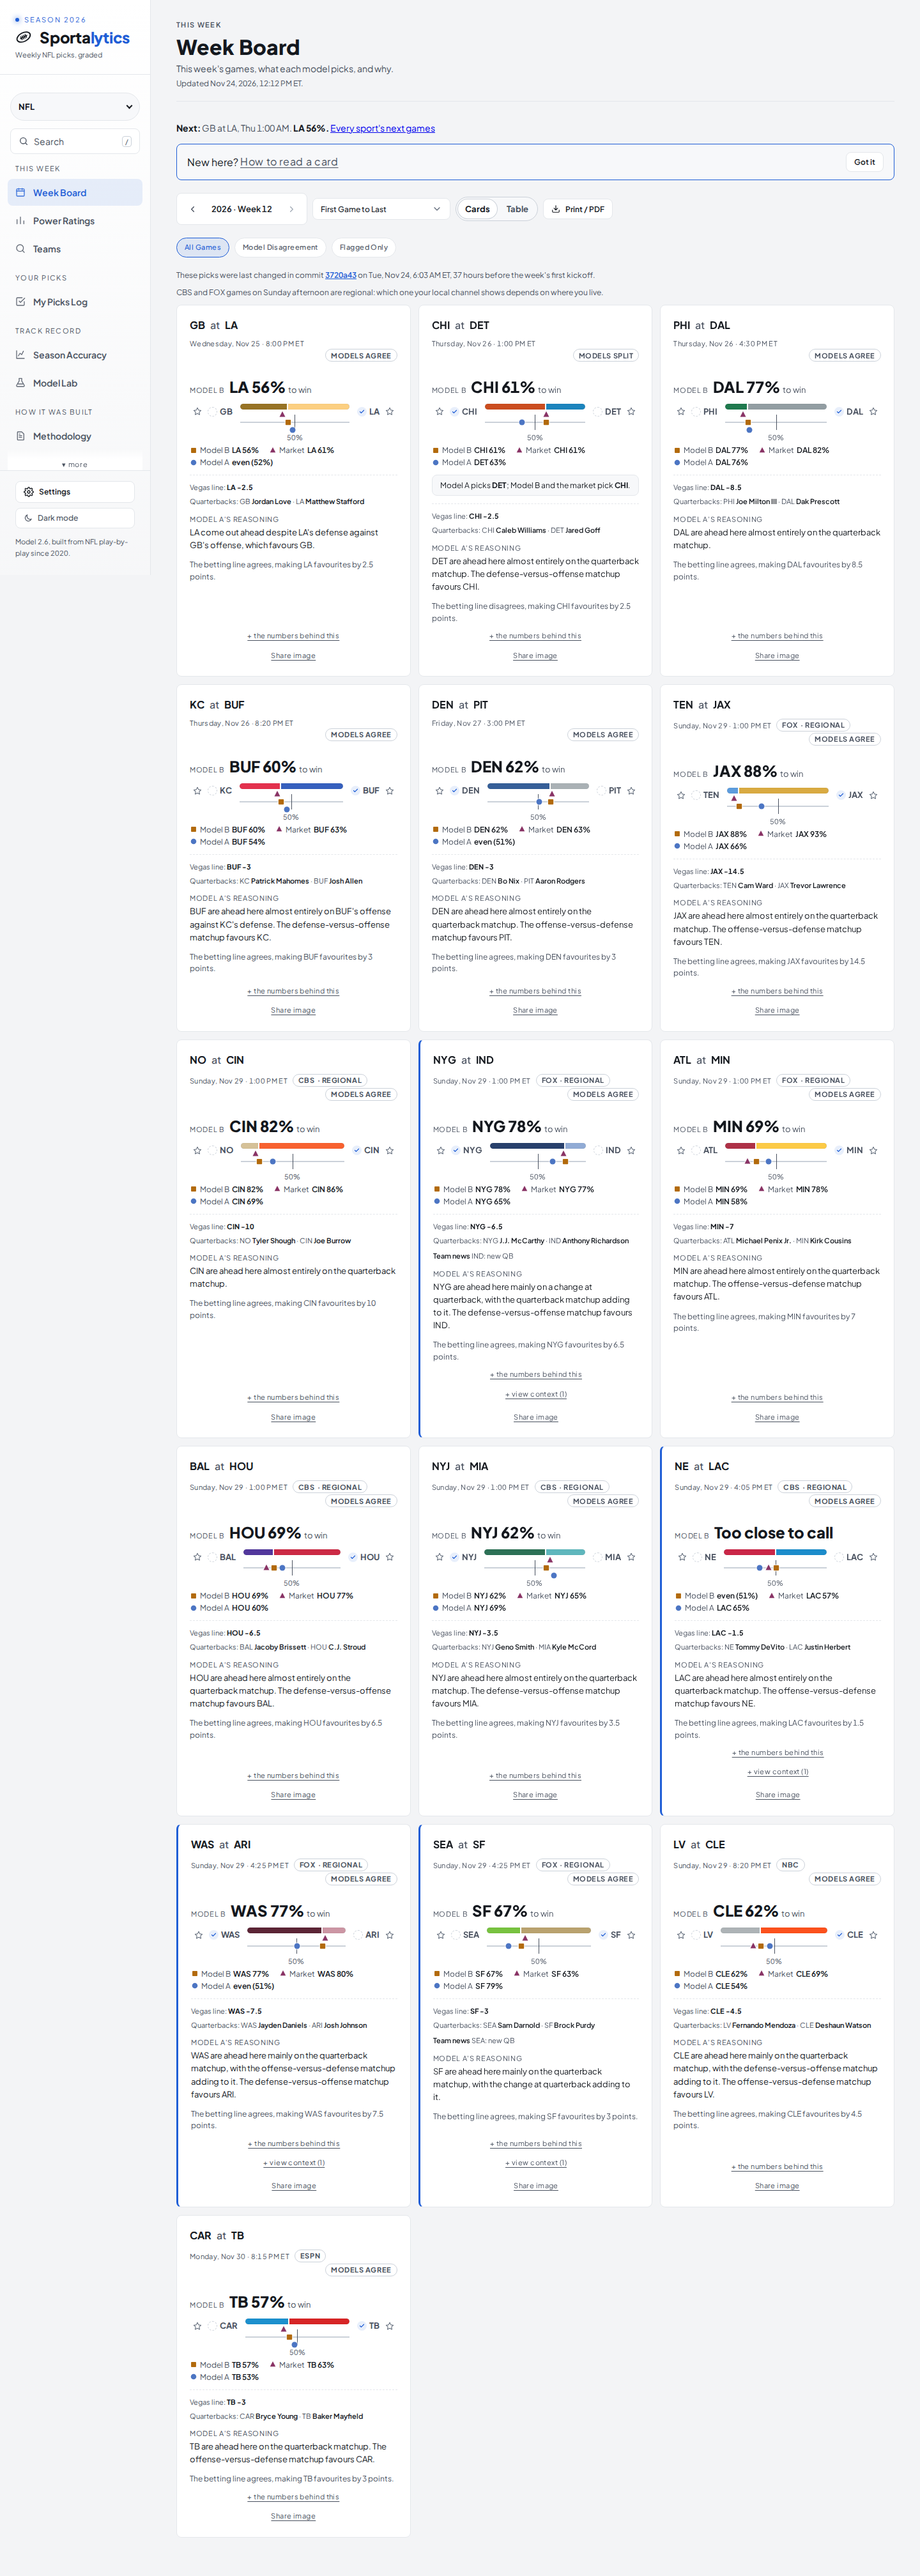 SEASON 2026
Sportalytics
Weekly NFL picks, graded
NFL
Search /
THIS WEEK
Week Board
Power Ratings
Teams
YOUR PICKS
My Picks Log
TRACK RECORD
Season Accuracy
Model Lab
HOW IT WAS BUILT
Methodology
▾ more
Settings
Dark mode
Model 2.6, built from NFL play-by-
play since 2020.
THIS WEEK
Week Board
This week's games, what each model picks, and why.
Updated Nov 24, 2026, 12:12 PM ET.
Next: GB at LA, Thu 1:00 AM. LA 56%. Every sport's next games
New here? How to read a card Got it
2026 · Week 12 First Game to Last Cards Table Print / PDF
All Games Model Disagreement Flagged Only
These picks were last changed in commit 3720a43 on Tue, Nov 24, 6:03 AM ET, 37 hours before the week's first kickoff.
CBS and FOX games on Sunday afternoon are regional: which one your local channel shows depends on where you live.
GB at LA
Wednesday, Nov 25 · 8:00 PM ET
MODELS AGREE
MODEL B LA 56% to win
GB LA
50%
Model B LA 56% Market LA 61%
Model A even (52%)
Vegas line: LA -2.5
Quarterbacks: GB Jordan Love · LA Matthew Stafford
MODEL A'S REASONING
LA come out ahead despite LA's defense against
GB's offense, which favours GB.
The betting line agrees, making LA favourites by 2.5
points.
+ the numbers behind this
Share image
CHI at DET
Thursday, Nov 26 · 1:00 PM ET
MODELS SPLIT
MODEL B CHI 61% to win
CHI DET
50%
Model B CHI 61% Market CHI 61%
Model A DET 63%
Model A picks DET; Model B and the market pick CHI.
Vegas line: CHI -2.5
Quarterbacks: CHI Caleb Williams · DET Jared Goff
MODEL A'S REASONING
DET are ahead here almost entirely on the quarterback
matchup. The defense-versus-offense matchup
favours CHI.
The betting line disagrees, making CHI favourites by 2.5
points.
+ the numbers behind this
Share image
PHI at DAL
Thursday, Nov 26 · 4:30 PM ET
MODELS AGREE
MODEL B DAL 77% to win
PHI DAL
50%
Model B DAL 77% Market DAL 82%
Model A DAL 76%
Vegas line: DAL -8.5
Quarterbacks: PHI Joe Milton III · DAL Dak Prescott
MODEL A'S REASONING
DAL are ahead here almost entirely on the quarterback
matchup.
The betting line agrees, making DAL favourites by 8.5
points.
+ the numbers behind this
Share image
KC at BUF
Thursday, Nov 26 · 8:20 PM ET
MODELS AGREE
MODEL B BUF 60% to win
KC BUF
50%
Model B BUF 60% Market BUF 63%
Model A BUF 54%
Vegas line: BUF -3
Quarterbacks: KC Patrick Mahomes · BUF Josh Allen
MODEL A'S REASONING
BUF are ahead here almost entirely on BUF's offense
against KC's defense. The defense-versus-offense
matchup favours KC.
The betting line agrees, making BUF favourites by 3
points.
+ the numbers behind this
Share image
DEN at PIT
Friday, Nov 27 · 3:00 PM ET
MODELS AGREE
MODEL B DEN 62% to win
DEN PIT
50%
Model B DEN 62% Market DEN 63%
Model A even (51%)
Vegas line: DEN -3
Quarterbacks: DEN Bo Nix · PIT Aaron Rodgers
MODEL A'S REASONING
DEN are ahead here almost entirely on the
quarterback matchup. The offense-versus-defense
matchup favours PIT.
The betting line agrees, making DEN favourites by 3
points.
+ the numbers behind this
Share image
TEN at JAX
Sunday, Nov 29 · 1:00 PM ET FOX · REGIONAL
MODELS AGREE
MODEL B JAX 88% to win
TEN JAX
50%
Model B JAX 88% Market JAX 93%
Model A JAX 66%
Vegas line: JAX -14.5
Quarterbacks: TEN Cam Ward · JAX Trevor Lawrence
MODEL A'S REASONING
JAX are ahead here almost entirely on the quarterback
matchup. The offense-versus-defense matchup
favours TEN.
The betting line agrees, making JAX favourites by 14.5
points.
+ the numbers behind this
Share image
NO at CIN
Sunday, Nov 29 · 1:00 PM ET CBS · REGIONAL
MODELS AGREE
MODEL B CIN 82% to win
NO CIN
50%
Model B CIN 82% Market CIN 86%
Model A CIN 69%
Vegas line: CIN -10
Quarterbacks: NO Tyler Shough · CIN Joe Burrow
MODEL A'S REASONING
CIN are ahead here almost entirely on the quarterback
matchup.
The betting line agrees, making CIN favourites by 10
points.
+ the numbers behind this
Share image
NYG at IND
Sunday, Nov 29 · 1:00 PM ET FOX · REGIONAL
MODELS AGREE
MODEL B NYG 78% to win
NYG IND
50%
Model B NYG 78% Market NYG 77%
Model A NYG 65%
Vegas line: NYG -6.5
Quarterbacks: NYG J.J. McCarthy · IND Anthony Richardson
Team news IND: new QB
MODEL A'S REASONING
NYG are ahead here mainly on a change at
quarterback, with the quarterback matchup adding
to it. The defense-versus-offense matchup favours
IND.
The betting line agrees, making NYG favourites by 6.5
points.
+ the numbers behind this
+ view context (1)
Share image
ATL at MIN
Sunday, Nov 29 · 1:00 PM ET FOX · REGIONAL
MODELS AGREE
MODEL B MIN 69% to win
ATL MIN
50%
Model B MIN 69% Market MIN 78%
Model A MIN 58%
Vegas line: MIN -7
Quarterbacks: ATL Michael Penix Jr. · MIN Kirk Cousins
MODEL A'S REASONING
MIN are ahead here almost entirely on the quarterback
matchup. The offense-versus-defense matchup
favours ATL.
The betting line agrees, making MIN favourites by 7
points.
+ the numbers behind this
Share image
BAL at HOU
Sunday, Nov 29 · 1:00 PM ET CBS · REGIONAL
MODELS AGREE
MODEL B HOU 69% to win
BAL HOU
50%
Model B HOU 69% Market HOU 77%
Model A HOU 60%
Vegas line: HOU -6.5
Quarterbacks: BAL Jacoby Brissett · HOU C.J. Stroud
MODEL A'S REASONING
HOU are ahead here almost entirely on the
quarterback matchup. The defense-versus-offense
matchup favours BAL.
The betting line agrees, making HOU favourites by 6.5
points.
+ the numbers behind this
Share image
NYJ at MIA
Sunday, Nov 29 · 1:00 PM ET CBS · REGIONAL
MODELS AGREE
MODEL B NYJ 62% to win
NYJ MIA
50%
Model B NYJ 62% Market NYJ 65%
Model A NYJ 69%
Vegas line: NYJ -3.5
Quarterbacks: NYJ Geno Smith · MIA Kyle McCord
MODEL A'S REASONING
NYJ are ahead here almost entirely on the quarterback
matchup. The defense-versus-offense matchup
favours MIA.
The betting line agrees, making NYJ favourites by 3.5
points.
+ the numbers behind this
Share image
NE at LAC
Sunday, Nov 29 · 4:05 PM ET CBS · REGIONAL
MODELS AGREE
MODEL B Too close to call
NE LAC
50%
Model B even (51%) Market LAC 57%
Model A LAC 65%
Vegas line: LAC -1.5
Quarterbacks: NE Tommy DeVito · LAC Justin Herbert
MODEL A'S REASONING
LAC are ahead here almost entirely on the
quarterback matchup. The offense-versus-defense
matchup favours NE.
The betting line agrees, making LAC favourites by 1.5
points.
+ the numbers behind this
+ view context (1)
Share image
WAS at ARI
Sunday, Nov 29 · 4:25 PM ET FOX · REGIONAL
MODELS AGREE
MODEL B WAS 77% to win
WAS ARI
50%
Model B WAS 77% Market WAS 80%
Model A even (51%)
Vegas line: WAS -7.5
Quarterbacks: WAS Jayden Daniels · ARI Josh Johnson
MODEL A'S REASONING
WAS are ahead here mainly on the quarterback
matchup, with the offense-versus-defense matchup
adding to it. The defense-versus-offense matchup
favours ARI.
The betting line agrees, making WAS favourites by 7.5
points.
+ the numbers behind this
+ view context (1)
Share image
SEA at SF
Sunday, Nov 29 · 4:25 PM ET FOX · REGIONAL
MODELS AGREE
MODEL B SF 67% to win
SEA SF
50%
Model B SF 67% Market SF 63%
Model A SF 79%
Vegas line: SF -3
Quarterbacks: SEA Sam Darnold · SF Brock Purdy
Team news SEA: new QB
MODEL A'S REASONING
SF are ahead here mainly on the quarterback
matchup, with the change at quarterback adding to
it.
The betting line agrees, making SF favourites by 3 points.
+ the numbers behind this
+ view context (1)
Share image
LV at CLE
Sunday, Nov 29 · 8:20 PM ET NBC
MODELS AGREE
MODEL B CLE 62% to win
LV CLE
50%
Model B CLE 62% Market CLE 69%
Model A CLE 54%
Vegas line: CLE -4.5
Quarterbacks: LV Fernando Mendoza · CLE Deshaun Watson
MODEL A'S REASONING
CLE are ahead here mainly on the quarterback
matchup, with the offense-versus-defense matchup
adding to it. The defense-versus-offense matchup
favours LV.
The betting line agrees, making CLE favourites by 4.5
points.
+ the numbers behind this
Share image
CAR at TB
Monday, Nov 30 · 8:15 PM ET ESPN
MODELS AGREE
MODEL B TB 57% to win
CAR TB
50%
Model B TB 57% Market TB 63%
Model A TB 53%
Vegas line: TB -3
Quarterbacks: CAR Bryce Young · TB Baker Mayfield
MODEL A'S REASONING
TB are ahead here on the quarterback matchup. The
offense-versus-defense matchup favours CAR.
The betting line agrees, making TB favourites by 3 points.
+ the numbers behind this
Share image